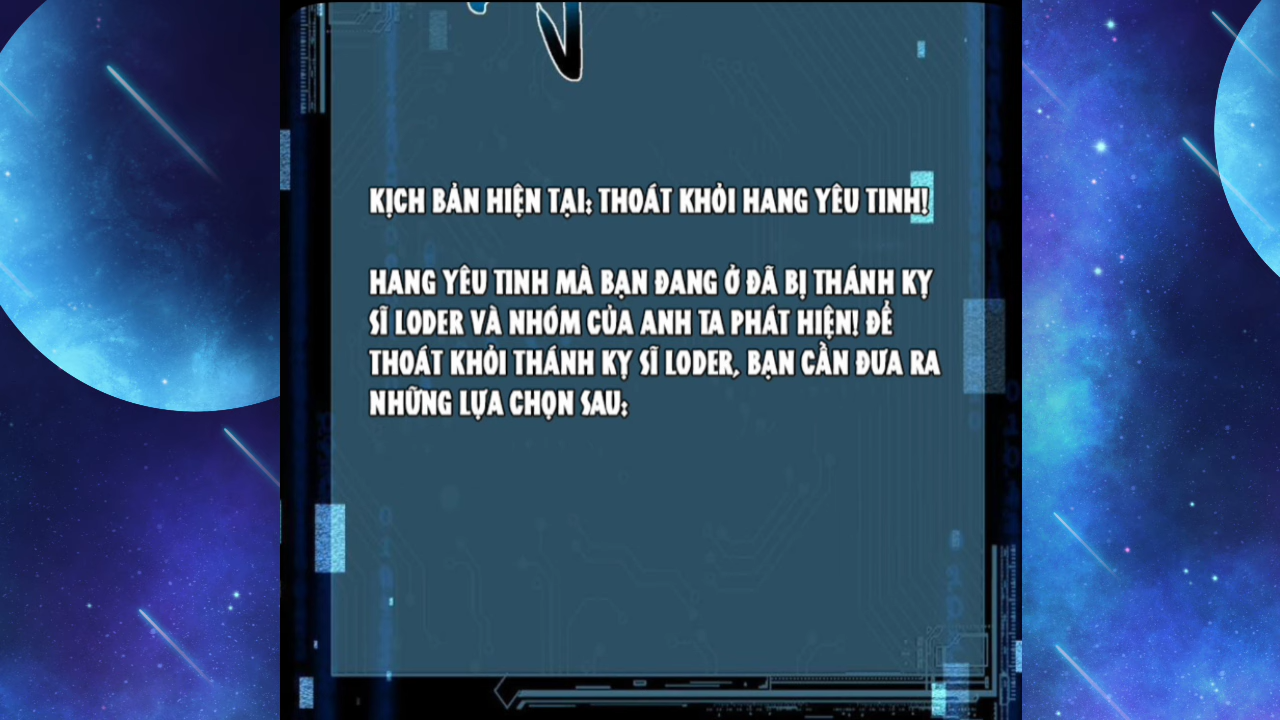 KỊCH BẢN HIỆN TẠI: THOÁT KHỎI HANG YÊU TINH!
HANG YÊU TINH MÀ BẠN ĐANG Ở ĐÃ BỊ THÁNH KỴ
SĨ LODER VÀ NHÓM CỦA ANH TA PHÁT HIỆN! ĐỂ
THOÁT KHỎI THÁNH KỴ SĨ LODER, BẠN CẦN ĐƯA RA
NHỮNG LỰA CHỌN SAU: